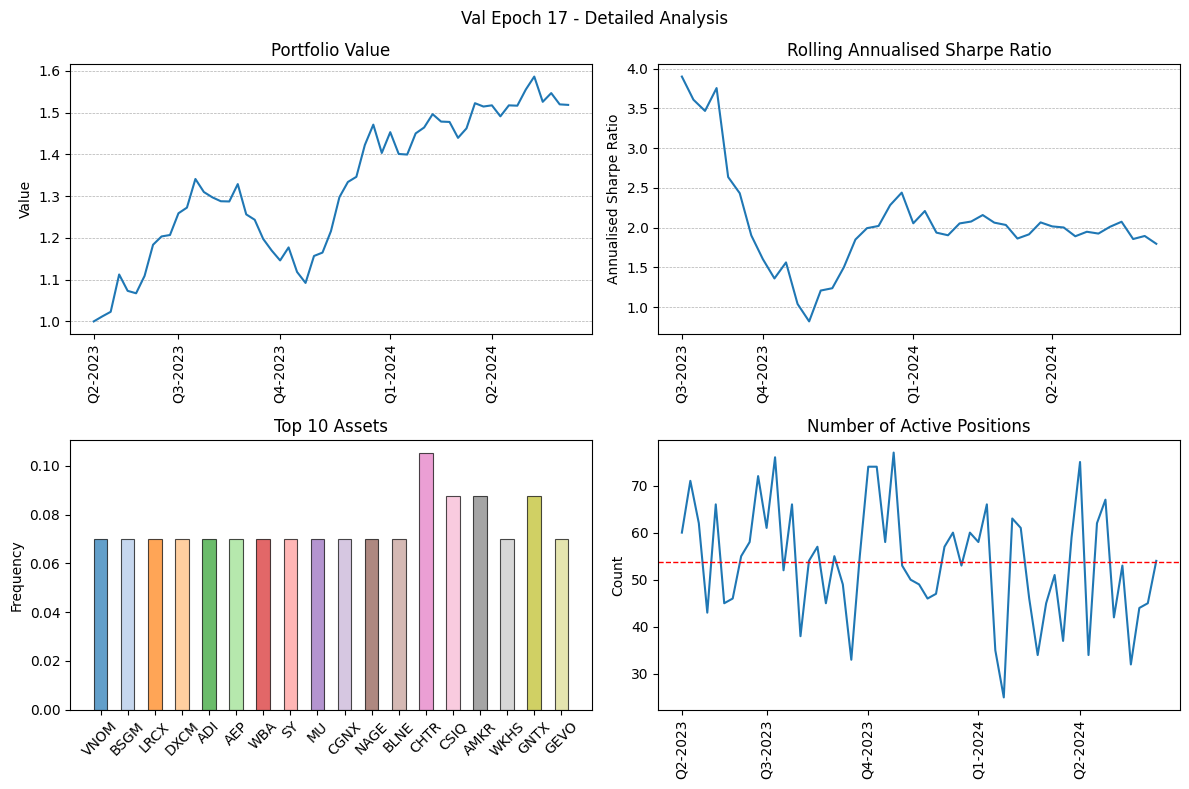 Val Epoch 17 - Detailed Analysis
Portfolio Value
Value
1.6
1.5
1.4
1.3
1.2
1.1
1.0
Q2-2023
Q3-2023
Q4-2023
Q1-2024
Q2-2024
Rolling Annualised Sharpe Ratio
Annualised Sharpe Ratio
4.0
3.5
3.0
2.5
2.0
1.5
1.0
Q3-2023
Q4-2023
Q1-2024
Q2-2024
Top 10 Assets
Frequency
0.10
0.08
0.06
0.04
0.02
0.00
VNOM
BSGM
LRCX
DXCM
ADI
AEP
WBA
SY
MU
CGNX
NAGE
BLNE
CHTR
CSIQ
AMKR
WKHS
GNTX
GEVO
Number of Active Positions
Count
70
60
50
40
30
Q2-2023
Q3-2023
Q4-2023
Q1-2024
Q2-2024